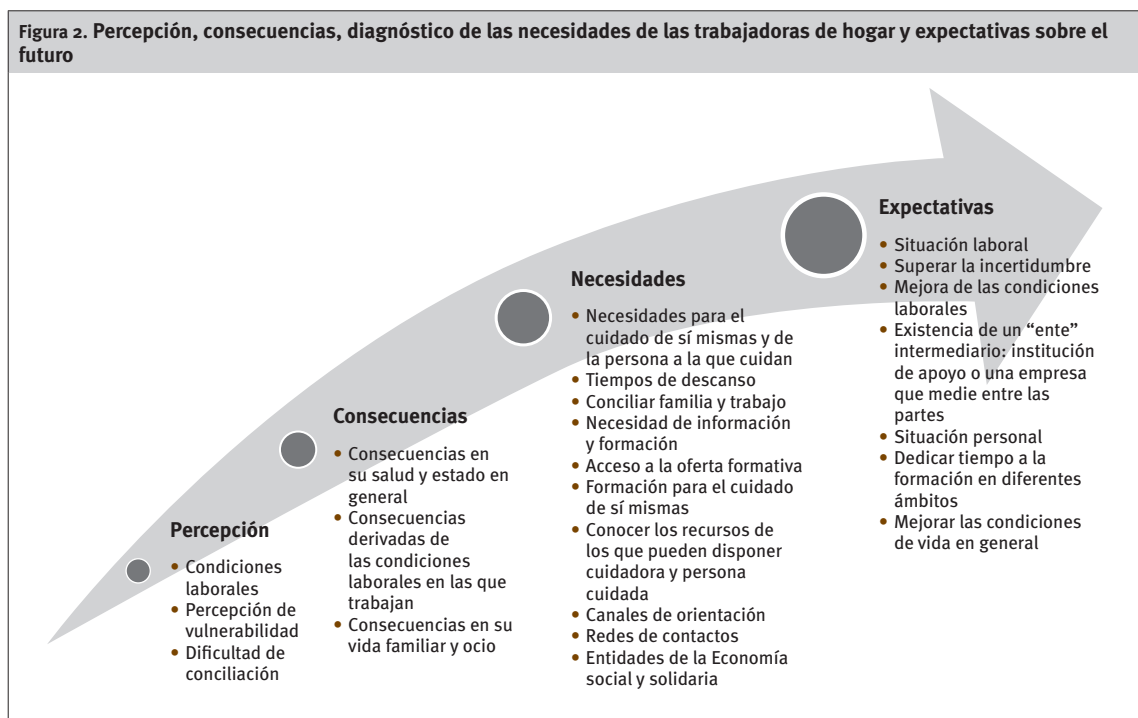 Figura 2. Percepción, consecuencias, diagnóstico de las necesidades de las trabajadoras de hogar y expectativas sobre el
futuro
Percepción
• Condiciones
laborales
• Percepción de
vulnerabilidad
• Dificultad de
conciliación
Consecuencias
• Consecuencias en
su salud y estado en
general
• Consecuencias
derivadas de
las condiciones
laborales en las que
trabajan
• Consecuencias en su
vida familiar y ocio
Necesidades
• Necesidades para el
cuidado de sí mismas y de
la persona a la que cuidan
• Tiempos de descanso
• Conciliar familia y trabajo
• Necesidad de información
y formación
• Acceso a la oferta formativa
• Formación para el cuidado
de sí mismas
• Conocer los recursos de
los que pueden disponer
cuidadora y persona
cuidada
• Canales de orientación
• Redes de contactos
• Entidades de la Economía
social y solidaria
Expectativas
• Situación laboral
• Superar la incertidumbre
• Mejora de las condiciones
laborales
• Existencia de un “ente”
intermediario: institución
de apoyo o una empresa
que medie entre las
partes
• Situación personal
• Dedicar tiempo a la
formación en diferentes
ámbitos
• Mejorar las condiciones
de vida en general